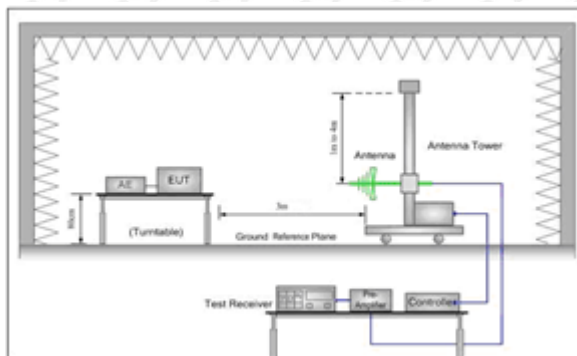 1m to 4m
Antenna
Antenna Tower
AE
EUT
80cm
3m
(Turntable)
Ground Reference Plane
Test Receiver
Pre-
Amplifier
Controller